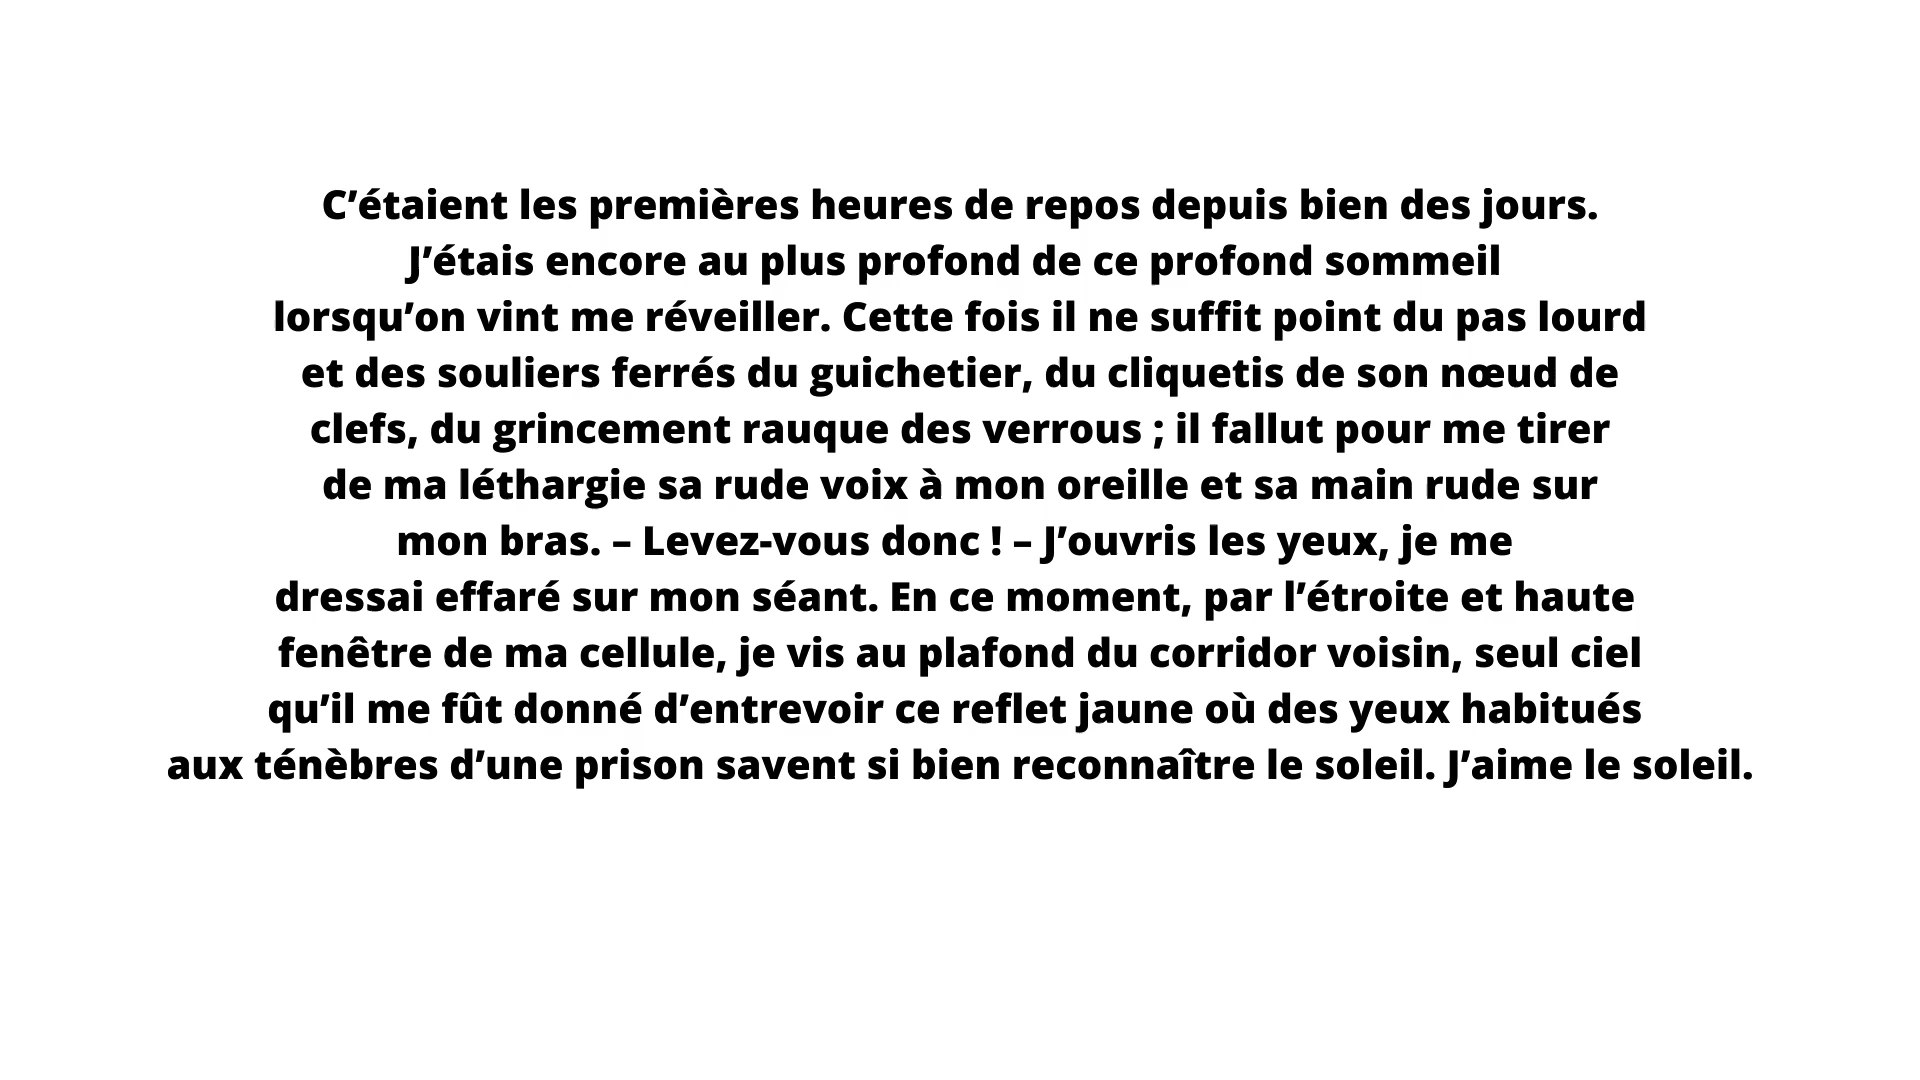 C’étaient les premières heures de repos depuis bien des jours.
J’étais encore au plus profond de ce profond sommeil
lorsqu’on vint me réveiller. Cette fois il ne suffit point du pas lourd
et des souliers ferrés du guichetier, du cliquetis de son nœud de
clefs, du grincement rauque des verrous ; il fallut pour me tirer
de ma léthargie sa rude voix à mon oreille et sa main rude sur
mon bras. – Levez-vous donc ! – J’ouvris les yeux, je me
dressai effaré sur mon séant. En ce moment, par l’étroite et haute
fenêtre de ma cellule, je vis au plafond du corridor voisin, seul ciel
qu’il me fût donné d’entrevoir ce reflet jaune où des yeux habitués
aux ténèbres d’une prison savent si bien reconnaître le soleil. J’aime le soleil.